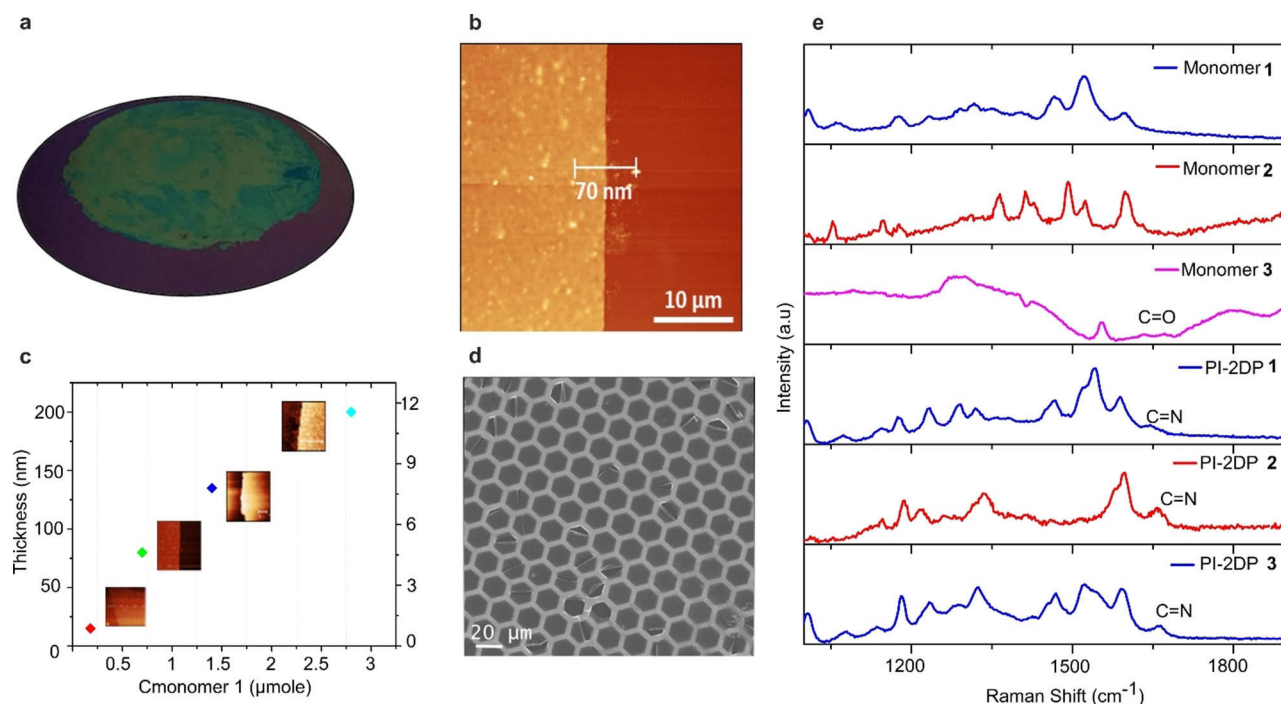 a
b
70 nm
10 µm
c
200
150
100
50
0
Thickness (nm)
12
9
6
3
0
0.5 1 1.5 2 2.5 3
Cmonomer 1 (µmole)
d
20 µm
e
Monomer 1
Monomer 2
Monomer 3
C=O
PI-2DP 1
C=N
PI-2DP 2
C=N
PI-2DP 3
C=N
Intensity (a.u)
1200 1500 1800
Raman Shift (cm⁻¹)